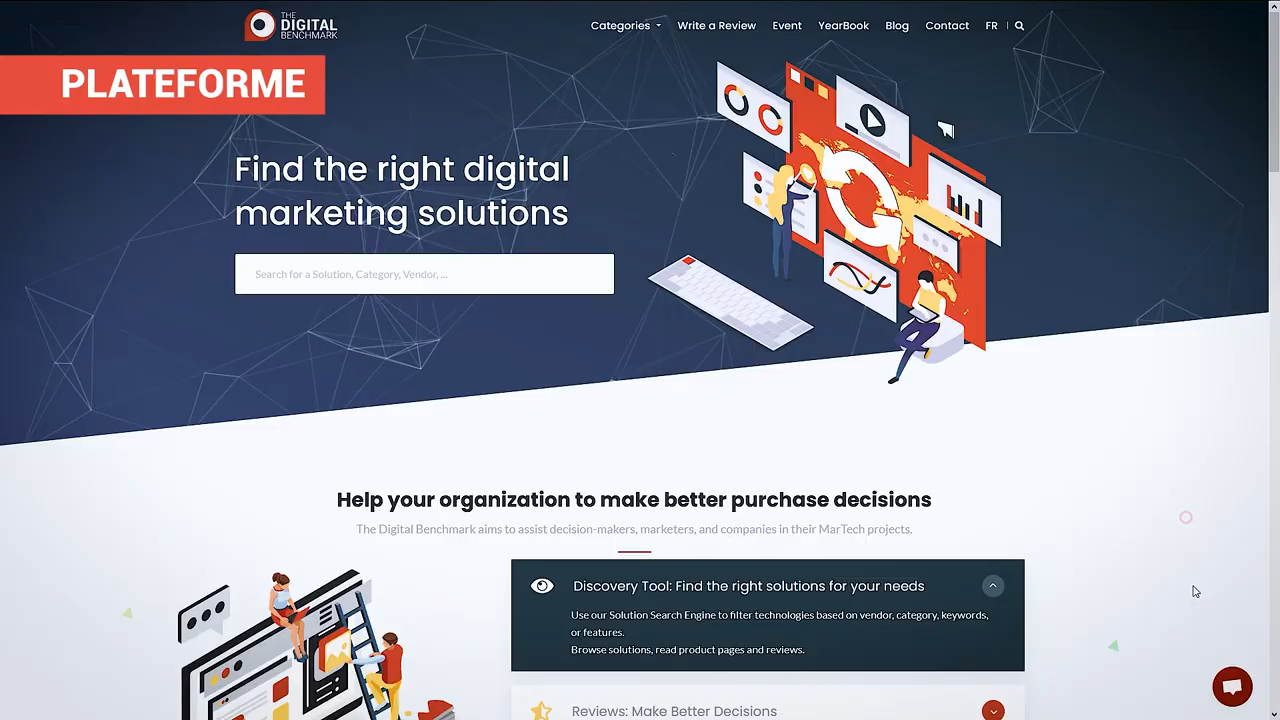 THE
DIGITAL
BENCHMARK
Categories
Write a Review
Event
YearBook
Blog
Contact
FR
PLATEFORME
Find the right digital
marketing solutions
Search for a Solution, Category, Vendor, ...
Help your organization to make better purchase decisions
The Digital Benchmark aims to assist decision-makers, marketers, and companies in their MarTech projects.
Discovery Tool: Find the right solutions for your needs
Use our Solution Search Engine to filter technologies based on vendor, category, keywords,
or features.
Browse solutions, read product pages and reviews.
Reviews: Make Better Decisions